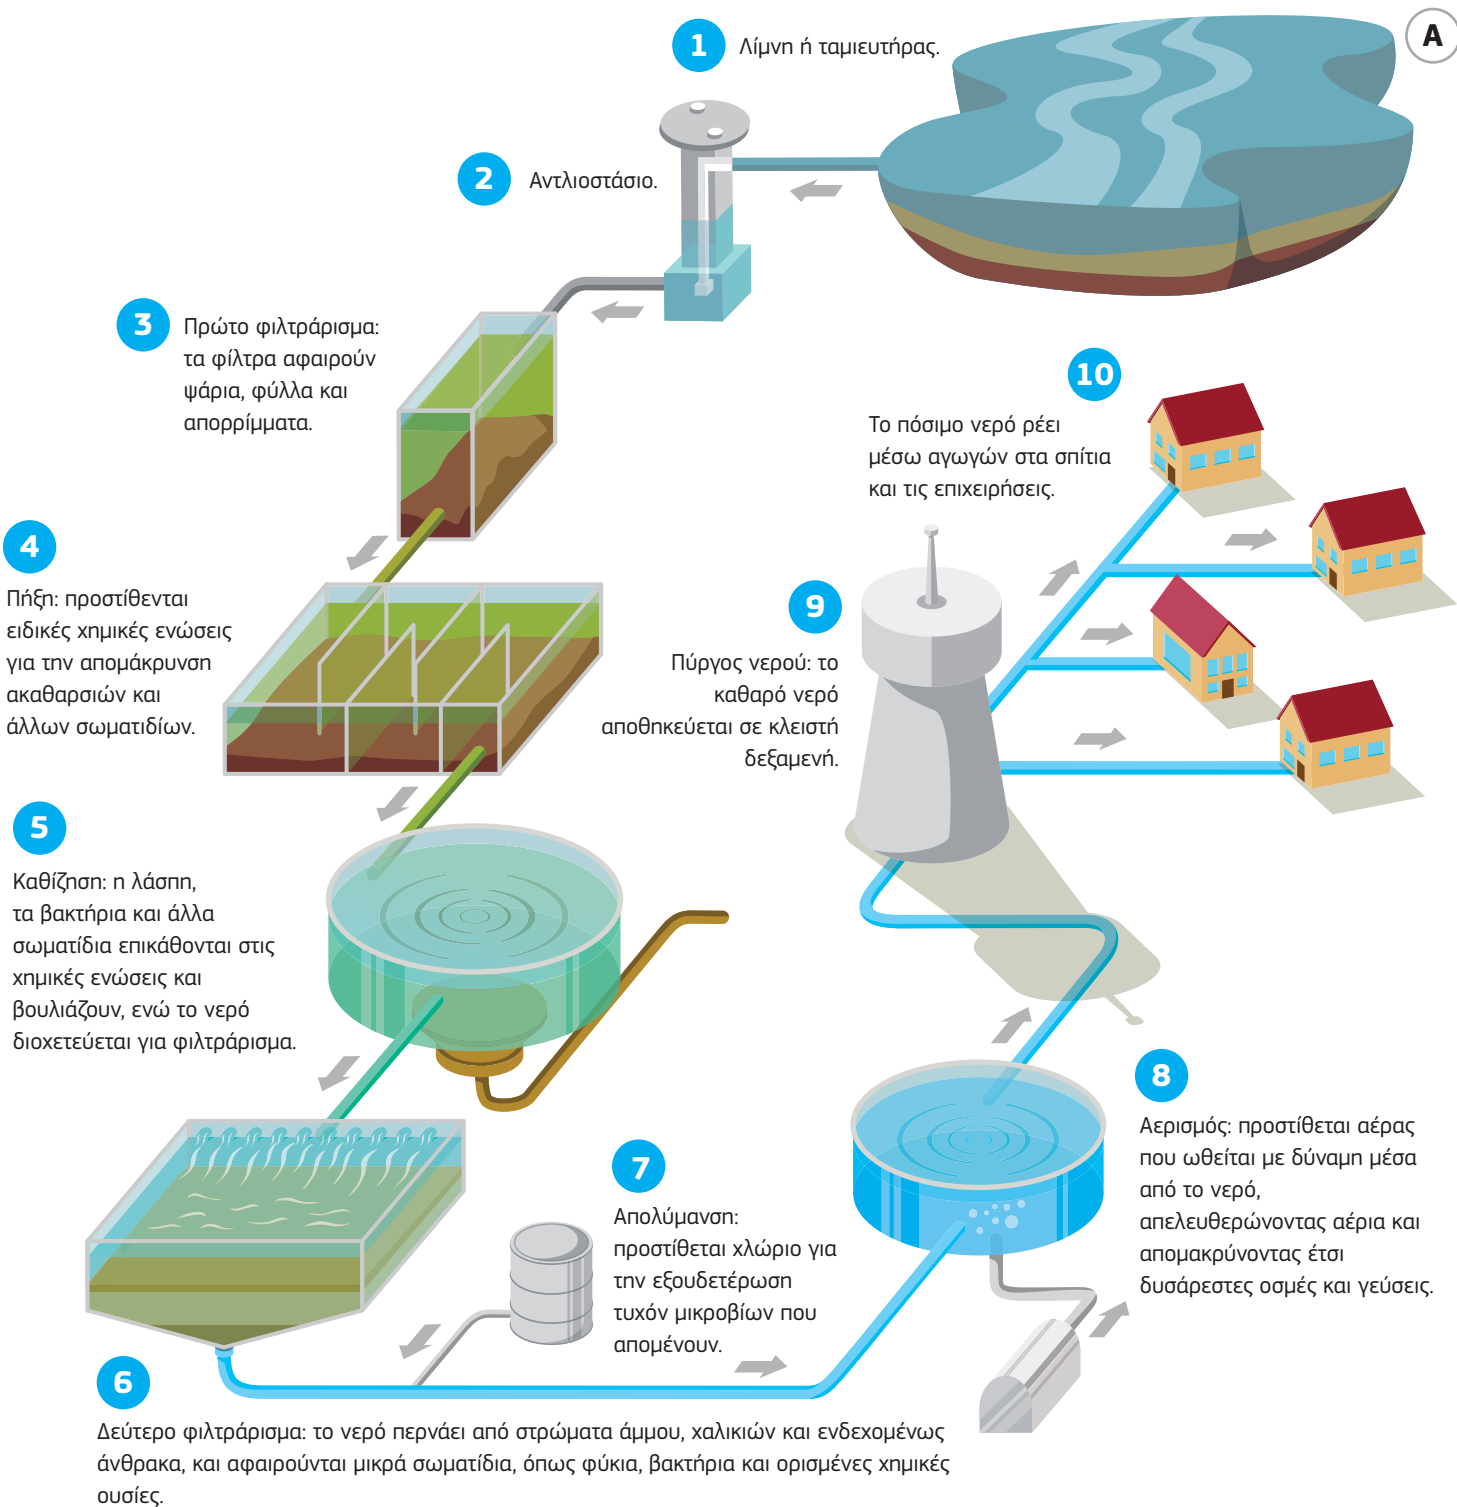 A
1
Λίμνη ή ταμιευτήρας.
2
Αντλιοστάσιο.
3
Πρώτο φιλτράρισμα:
τα φίλτρα αφαιρούν
ψάρια, φύλλα και
απορρίμματα.
4
Πήξη: προστίθενται
ειδικές χημικές ενώσεις
για την απομάκρυνση
ακαθαρσιών και
άλλων σωματιδίων.
5
Καθίζηση: η λάσπη,
τα βακτήρια και άλλα
σωματίδια επικάθονται στις
χημικές ενώσεις και
βουλιάζουν, ενώ το νερό
διοχετεύεται για φιλτράρισμα.
6
Δεύτερο φιλτράρισμα: το νερό περνάει από στρώματα άμμου, χαλικιών και ενδεχομένως
άνθρακα, και αφαιρούνται μικρά σωματίδια, όπως φύκια, βακτήρια και ορισμένες χημικές
ουσίες.
7
Απολύμανση:
προστίθεται χλώριο για
την εξουδετέρωση
τυχόν μικροβίων που
απομένουν.
8
Αερισμός: προστίθεται αέρας
που ωθείται με δύναμη μέσα
από το νερό,
απελευθερώνοντας αέρια και
απομακρύνοντας έτσι
δυσάρεστες οσμές και γεύσεις.
9
Πύργος νερού: το
καθαρό νερό
αποθηκεύεται σε κλειστή
δεξαμενή.
10
Το πόσιμο νερό ρέει
μέσω αγωγών στα σπίτια
και τις επιχειρήσεις.